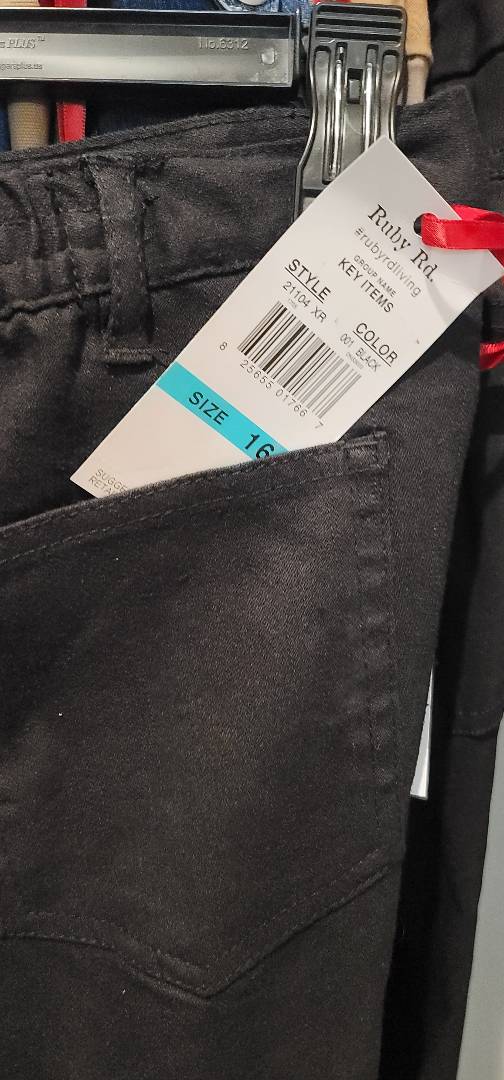 PLUS™
No.6312
Ruby Rd.
#rubyrdliving
GROUP NAME
KEY ITEMS
STYLE
21104 XR
COLOR
001 BLACK
8 25655 01766 7
SIZE 16